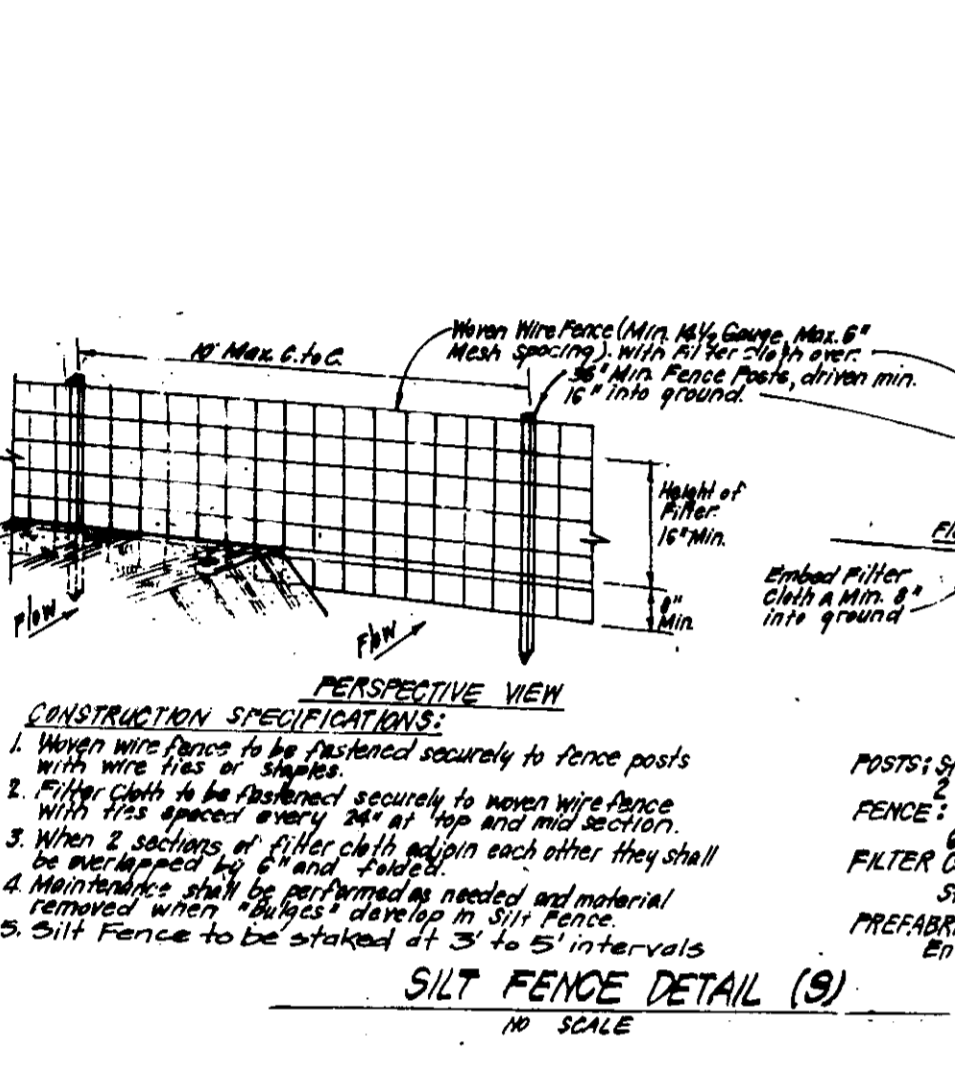 10' Max. C. to C.
Woven Wire Fence (Min. 14½ Gauge, Max. 6"
Mesh spacing) with Filter cloth over.
36" Min. Fence Posts, driven min.
16" into ground.
Height of
Filter.
16" Min.
8"
Min
Embed Filter
Cloth a Min. 8"
into ground
Flow
Flow
PERSPECTIVE VIEW
CONSTRUCTION SPECIFICATIONS:
1. Woven wire fence to be fastened securely to fence posts
with wire ties or staples.
2. Filter Cloth to be fastened securely to woven wire fence
with ties spaced every 24" at top and mid section.
3. When 2 sections of filter cloth adjoin each other they shall
be overlapped by 6" and folded.
4. Maintenance shall be performed as needed and material
removed when "Bulges" develop in Silt Fence.
5. Silt Fence to be staked at 3' to 5' intervals
POSTS: S
2
FENCE:
FILTER C
PREFABRI
En
SILT FENCE DETAIL (S)
NO SCALE